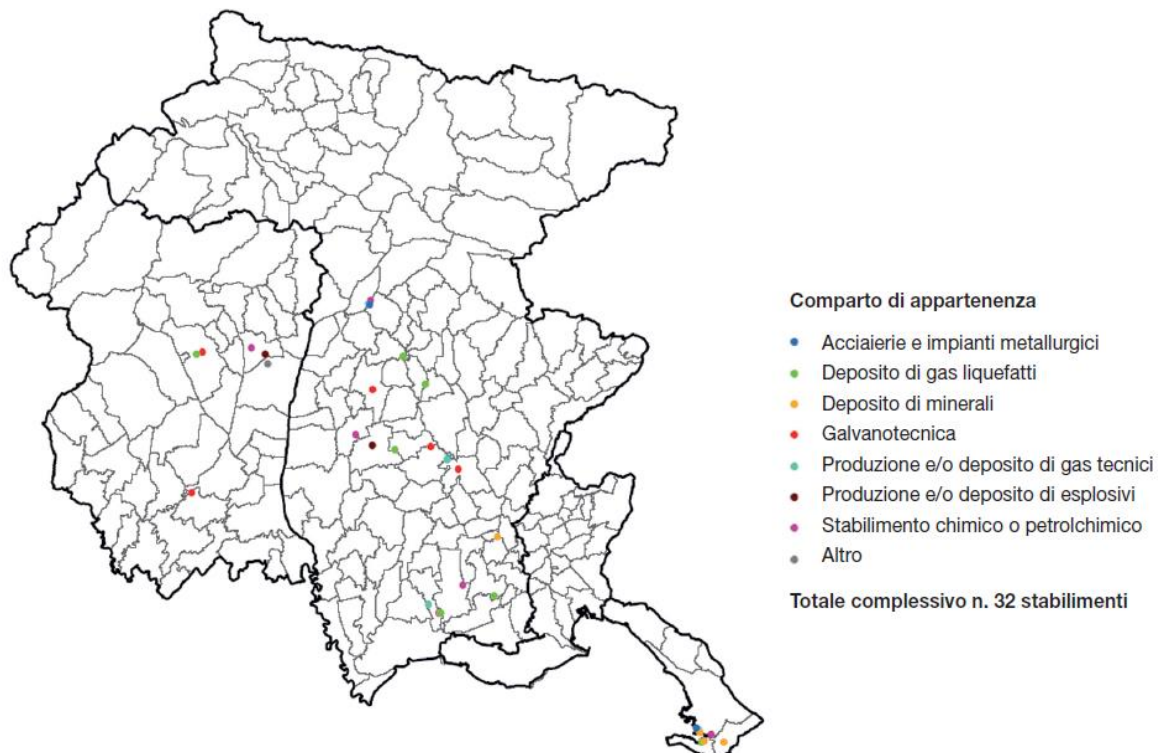 Comparto di appartenenza
Acciaierie e impianti metallurgici
Deposito di gas liquefatti
Deposito di minerali
Galvanotecnica
Produzione e/o deposito di gas tecnici
Produzione e/o deposito di esplosivi
Stabilimento chimico o petrolchimico
Altro
Totale complessivo n. 32 stabilimenti